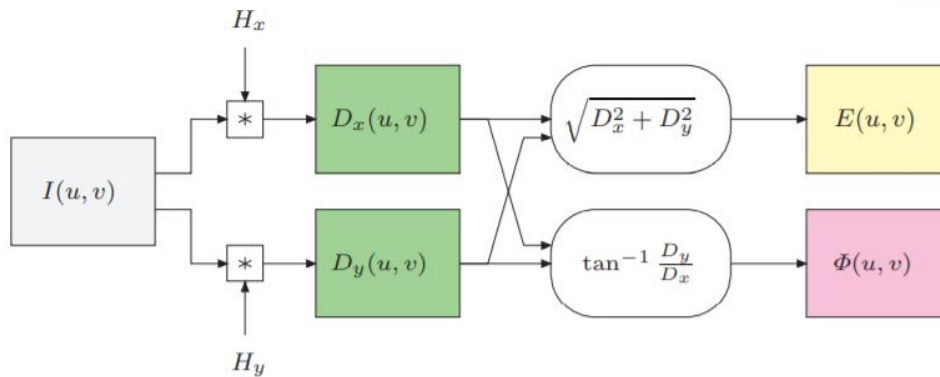 H_x
I(u, v)
*
D_x(u, v)
√(D_x^2 + D_y^2)
E(u, v)
*
D_y(u, v)
tan^{-1} D_y/D_x
Φ(u, v)
H_y